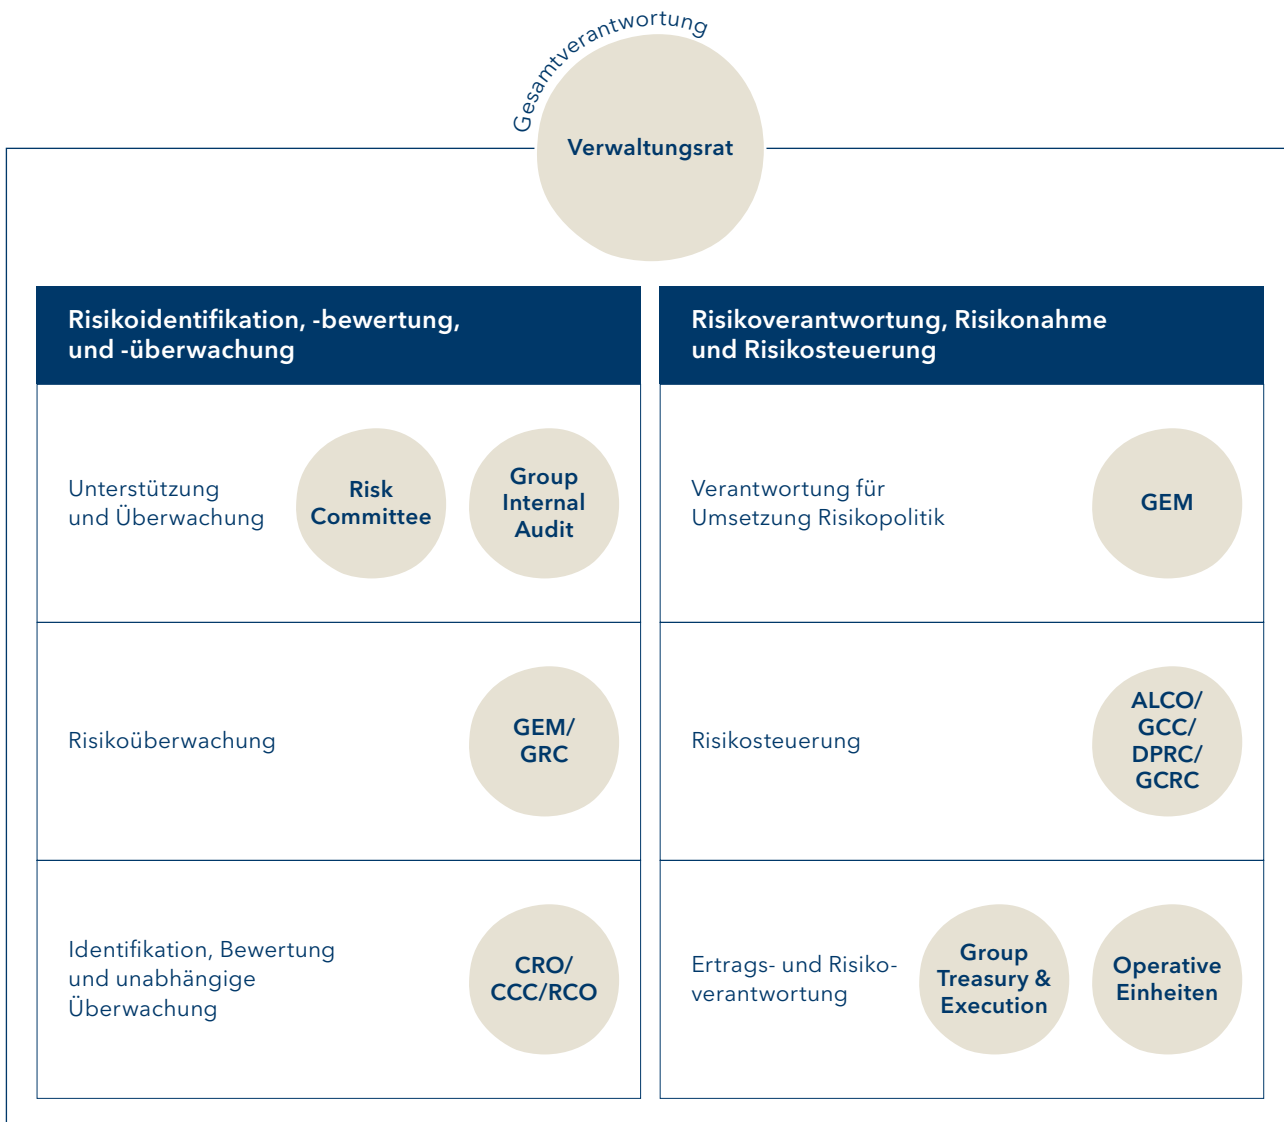 Gesamtverantwortung
Verwaltungsrat
Risikoidentifikation, -bewertung,
und -überwachung
Unterstützung
und Überwachung
Risk
Committee
Group
Internal
Audit
Risikoüberwachung
GEM/
GRC
Identifikation, Bewertung
und unabhängige
Überwachung
CRO/
CCC/RCO
Risikoverantwortung, Risikonahme
und Risikosteuerung
Verantwortung für
Umsetzung Risikopolitik
GEM
Risikosteuerung
ALCO/
GCC/
DPRC/
GCRC
Ertrags- und Risiko-
verantwortung
Group
Treasury &
Execution
Operative
Einheiten